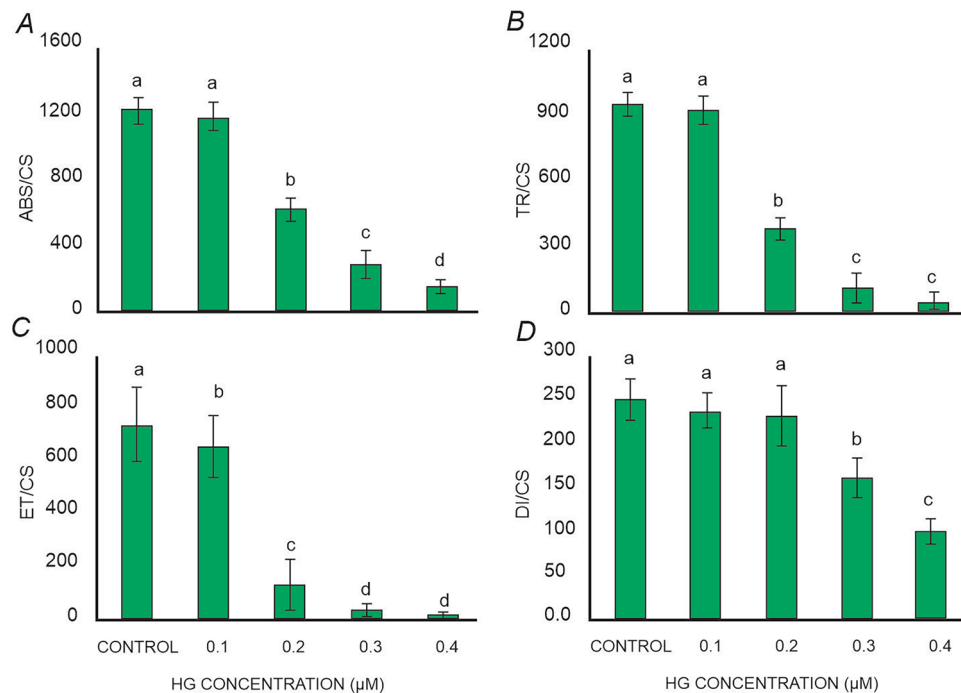 A
1600
1200
800
400
0
ABS/CS
a
a
b
c
d
B
1200
900
600
300
0
TR/CS
a
a
b
c
c
C
1000
800
600
400
200
0
ET/CS
a
b
c
d
d
CONTROL 0.1 0.2 0.3 0.4
HG CONCENTRATION (µM)
D
300
250
200
150
100
50
0.0
DI/CS
a
a
a
b
c
CONTROL 0.1 0.2 0.3 0.4
HG CONCENTRATION (µM)